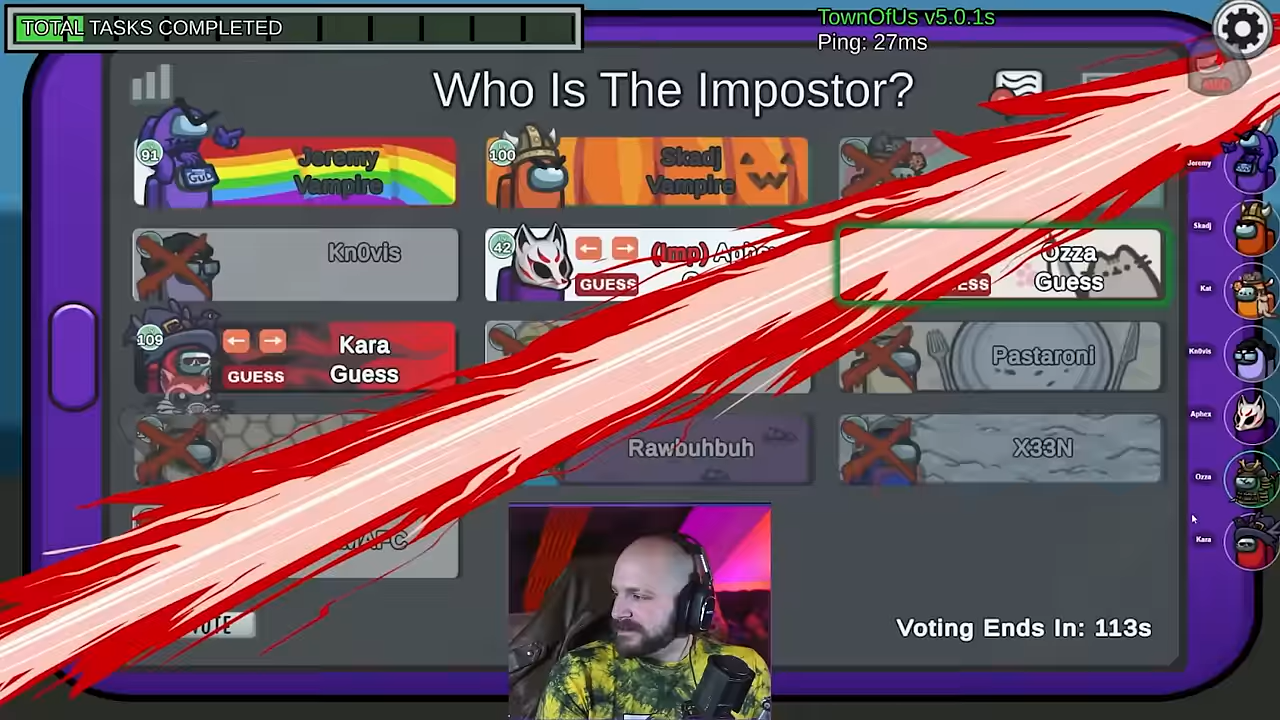 TOTAL TASKS COMPLETED
TownOfUs v5.0.1s
Ping: 27ms
Who Is The Impostor?
91
Jeremy
Vampire
100
Skadj
Vampire
Kn0vis
42
(Imp) Aphex
GUESS
Ozza
Guess
109
Kara
Guess
GUESS
Pastaroni
Rawbuhbuh
X33N
VOTE
Voting Ends In: 113s
Jeremy
Skadj
Kat
Kn0vis
Aphex
Ozza
Kara